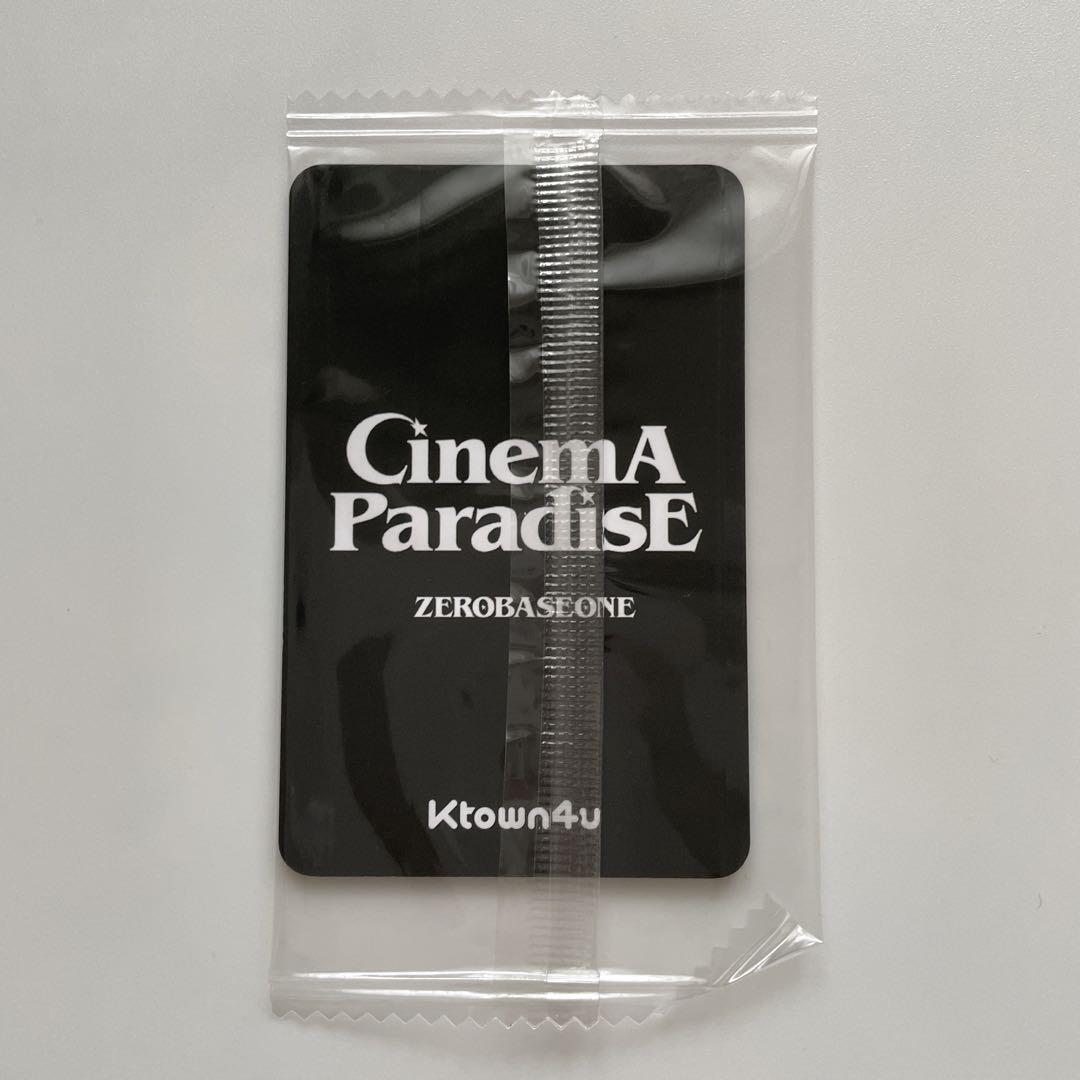 CinemA
ParadisE
ZEROBASEONE
Ktown4u